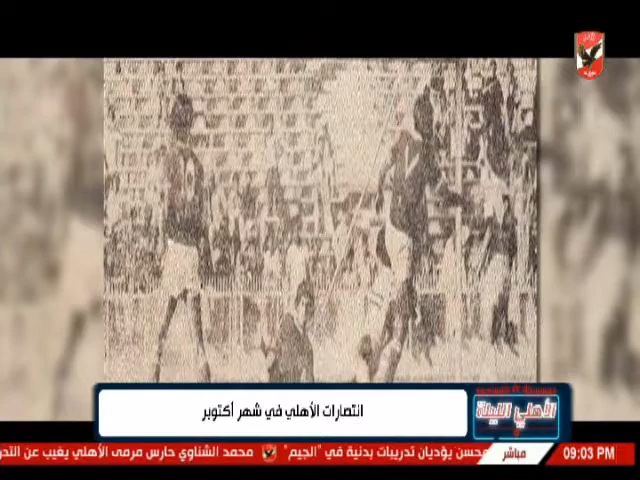 انتصارات الأهلي في شهر أكتوبر
الأهلي الليلة
محسن يؤديان تدريبات بدنية في "الجيم" محمد الشناوي حارس مرمى الأهلي يغيب عن التدر
مباشر
09:03 PM